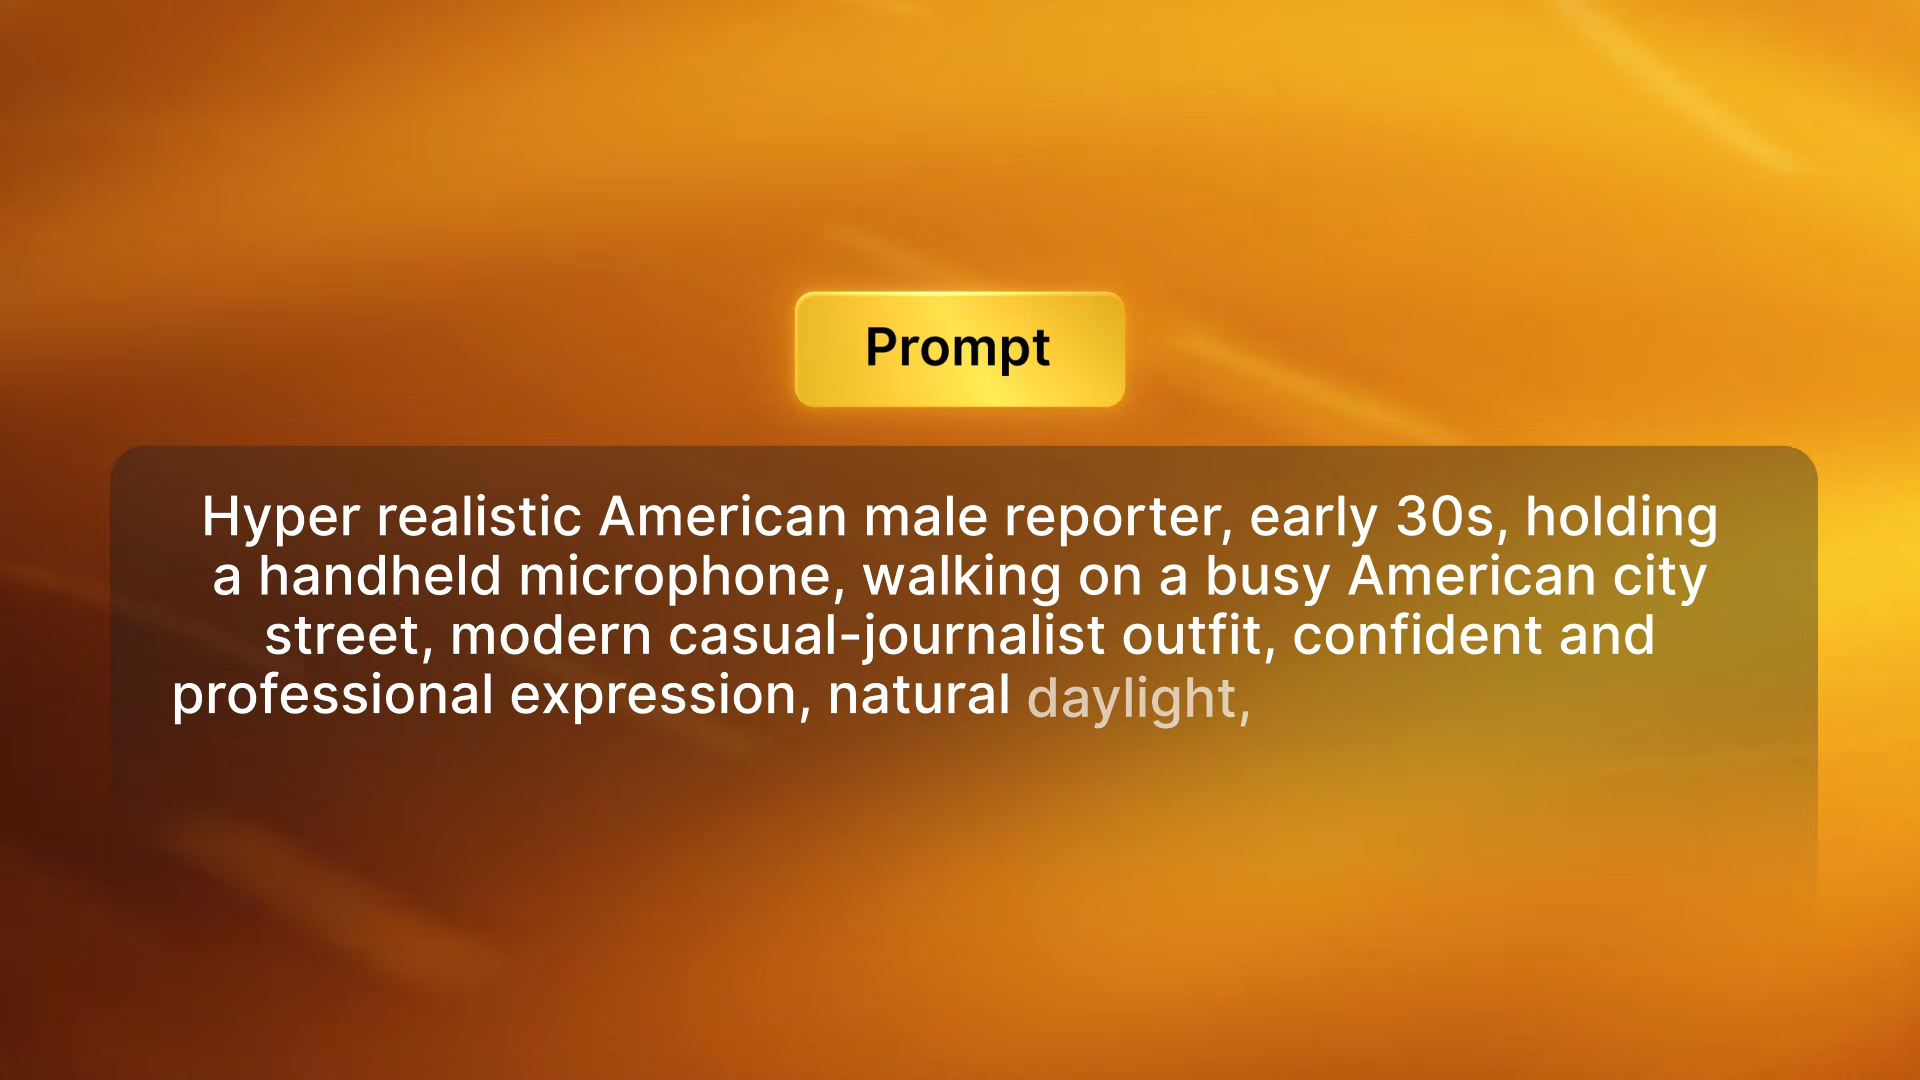 Prompt
Hyper realistic American male reporter, early 30s, holding
a handheld microphone, walking on a busy American city
street, modern casual-journalist outfit, confident and
professional expression, natural daylight,